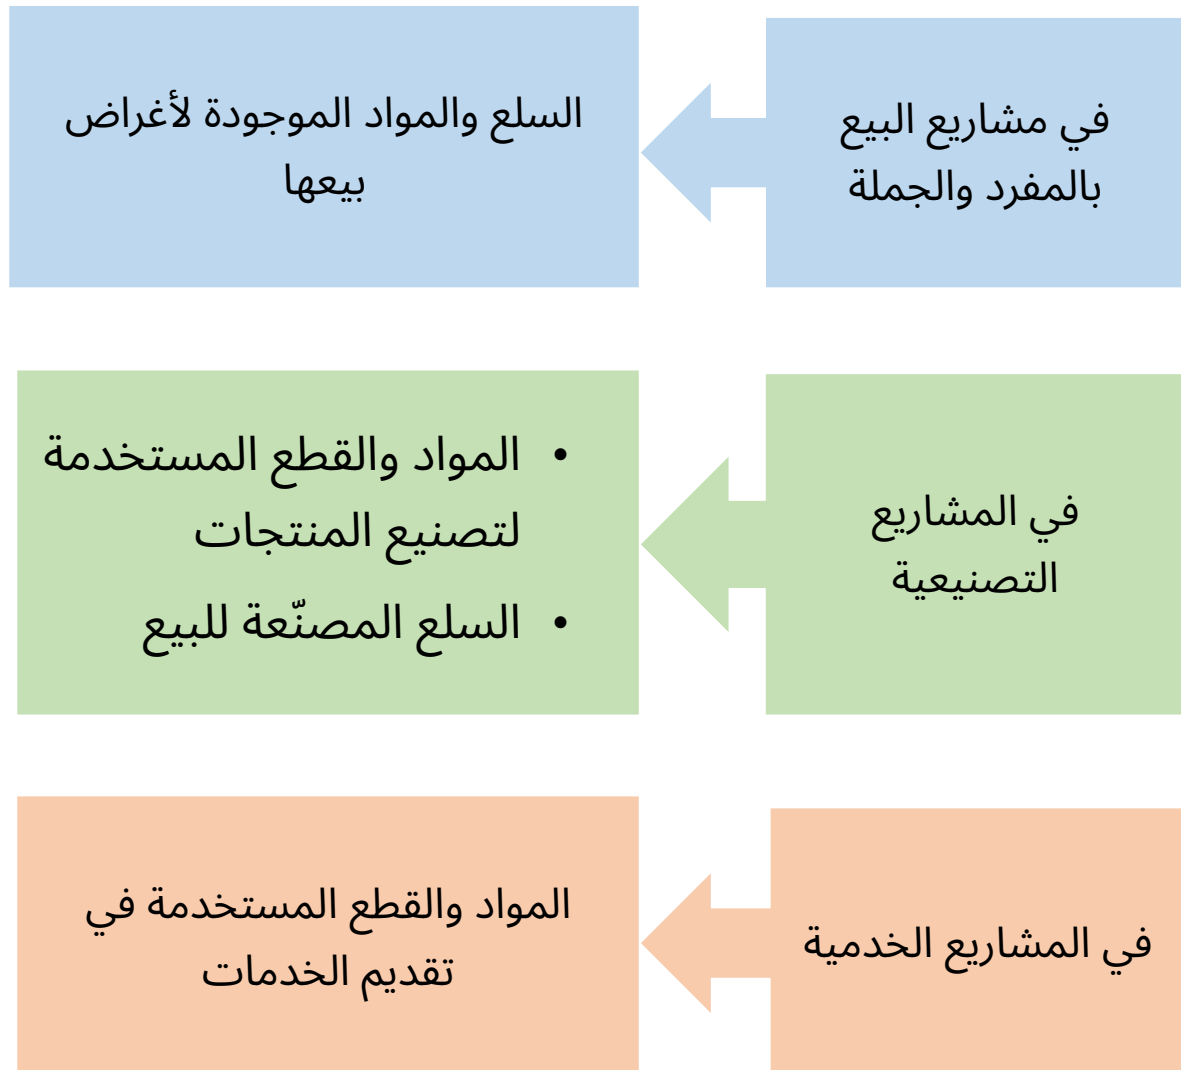 في مشاريع البيع
بالمفرد والجملة
السلع والمواد الموجودة لأغراض
بيعها
في المشاريع
التصنيعية
• المواد والقطع المستخدمة
لتصنيع المنتجات
• السلع المصنّعة للبيع
في المشاريع الخدمية
المواد والقطع المستخدمة في
تقديم الخدمات